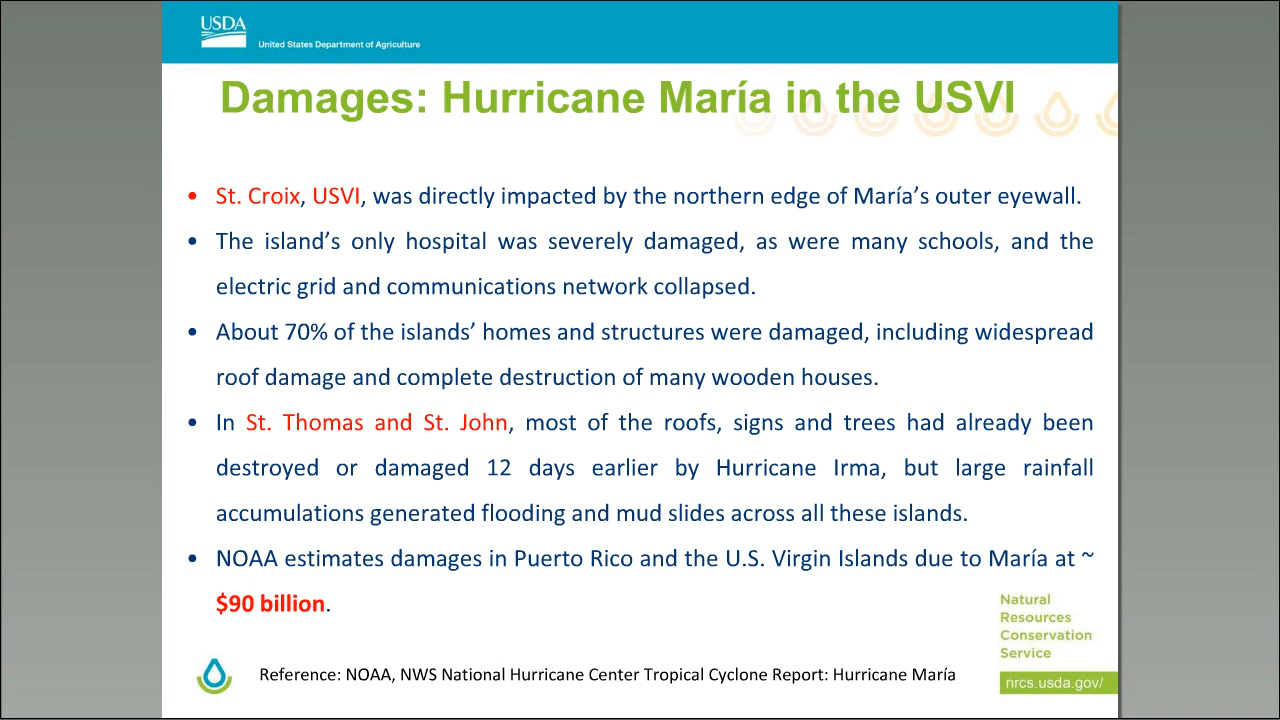 USDA
United States Department of Agriculture
Damages: Hurricane María in the USVI
• St. Croix, USVI, was directly impacted by the northern edge of María’s outer eyewall.
• The island’s only hospital was severely damaged, as were many schools, and the
electric grid and communications network collapsed.
• About 70% of the islands’ homes and structures were damaged, including widespread
roof damage and complete destruction of many wooden houses.
• In St. Thomas and St. John, most of the roofs, signs and trees had already been
destroyed or damaged 12 days earlier by Hurricane Irma, but large rainfall
accumulations generated flooding and mud slides across all these islands.
• NOAA estimates damages in Puerto Rico and the U.S. Virgin Islands due to María at ~
$90 billion.
Natural
Resources
Conservation
Service
Reference: NOAA, NWS National Hurricane Center Tropical Cyclone Report: Hurricane María
nrcs.usda.gov/